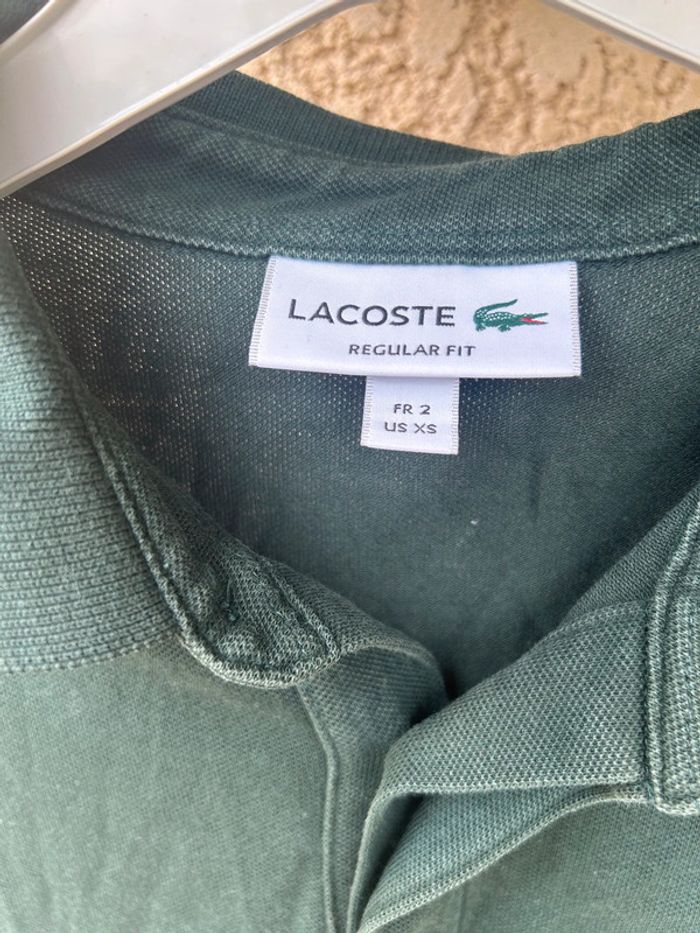 LACOSTE
REGULAR FIT
FR 2
US XS